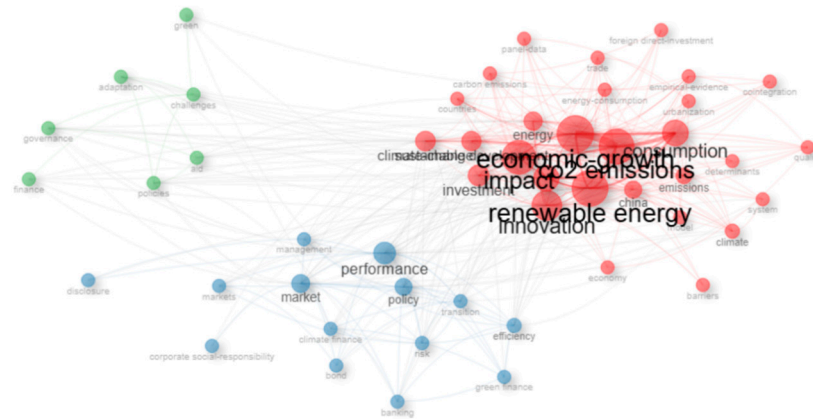 green
panel-data
foreign direct-investment
trade
adaptation
carbon emissions
empirical-evidence
cointegration
challenges
countries
energy-consumption
urbanization
governance
energy
consumption
climate-change
economic-growth
co2 emissions
determinants
aid
finance
policies
impact
investment
emissions
china
system
renewable energy
innovation
model
climate
management
performance
economy
disclosure
markets
market
policy
barriers
transition
climate finance
efficiency
corporate social-responsibility
risk
bond
green finance
banking